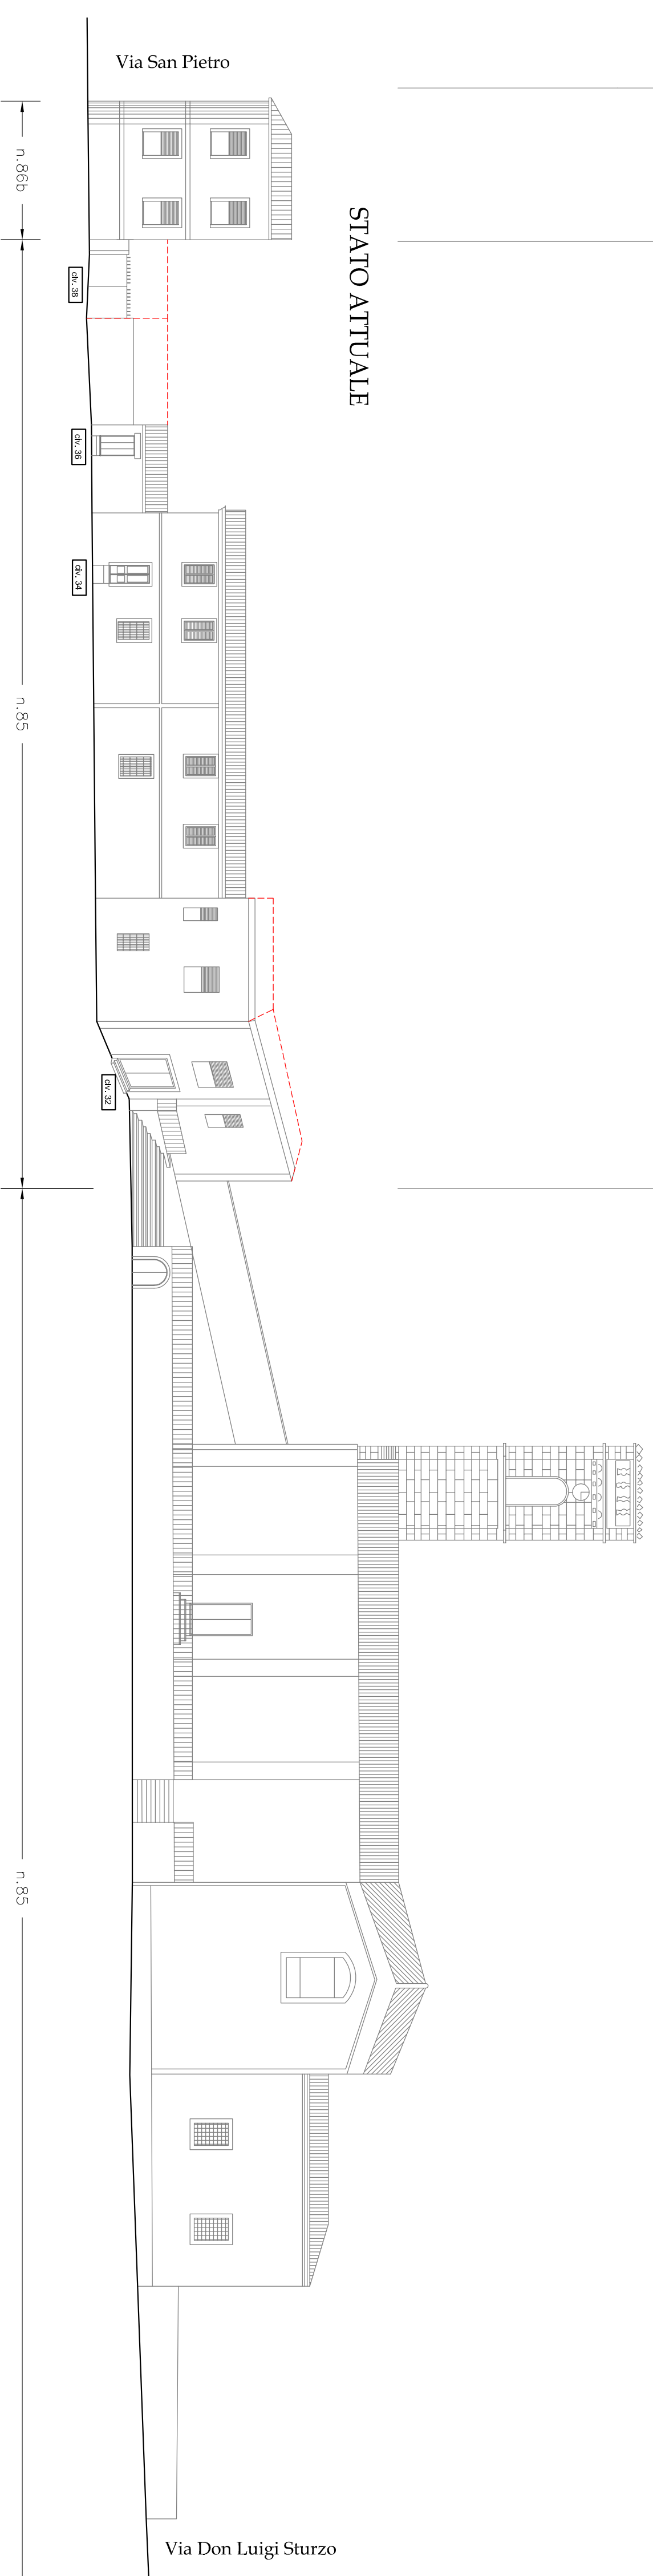 Via San Pietro
STATO ATTUALE
n.86b
civ. 38
civ. 36
civ. 34
n.85
civ. 32
n.85
Via Don Luigi Sturzo